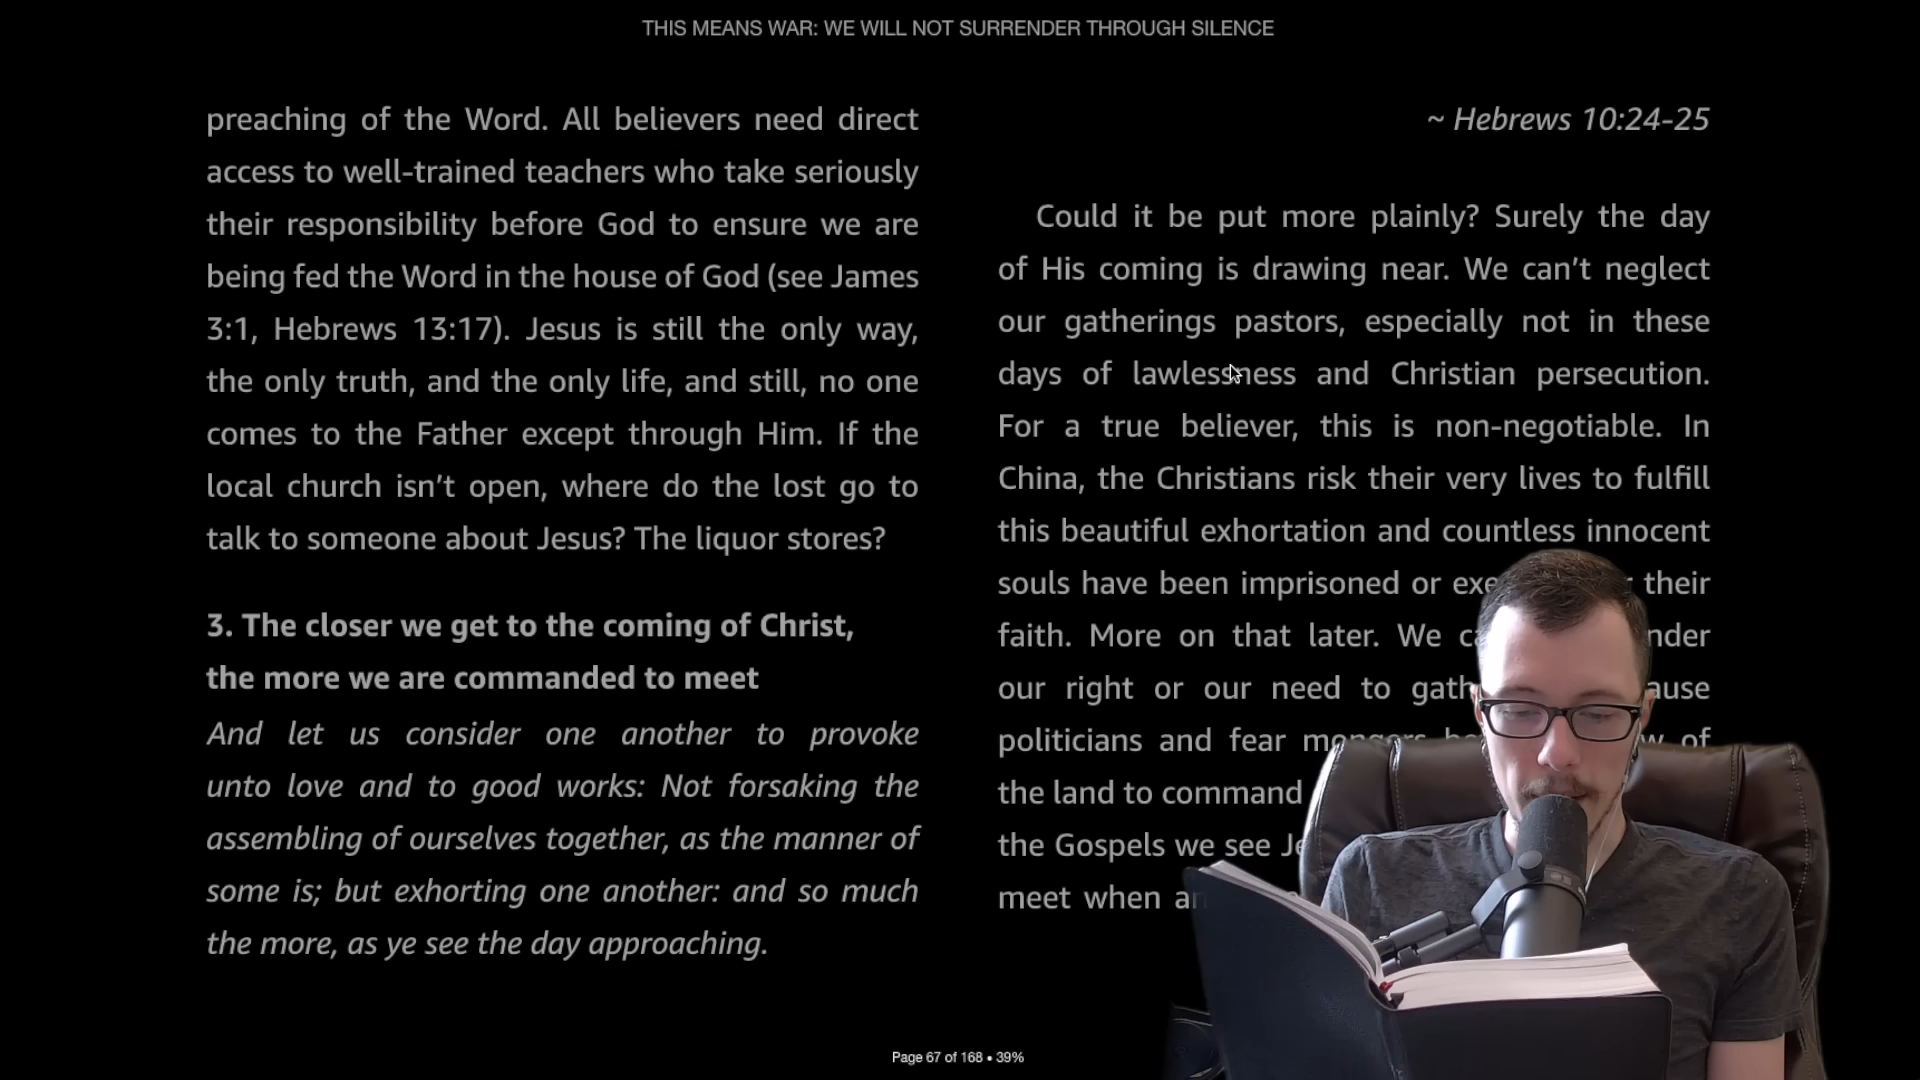 THIS MEANS WAR: WE WILL NOT SURRENDER THROUGH SILENCE
preaching of the Word. All believers need direct
access to well-trained teachers who take seriously
their responsibility before God to ensure we are
being fed the Word in the house of God (see James
3:1, Hebrews 13:17). Jesus is still the only way,
the only truth, and the only life, and still, no one
comes to the Father except through Him. If the
local church isn't open, where do the lost go to
talk to someone about Jesus? The liquor stores?
3. The closer we get to the coming of Christ,
the more we are commanded to meet
And let us consider one another to provoke
unto love and to good works: Not forsaking the
assembling of ourselves together, as the manner of
some is; but exhorting one another: and so much
the more, as ye see the day approaching.
~ Hebrews 10:24-25
Could it be put more plainly? Surely the day
of His coming is drawing near. We can't neglect
our gatherings pastors, especially not in these
days of lawlessness and Christian persecution.
For a true believer, this is non-negotiable. In
China, the Christians risk their very lives to fulfill
this beautiful exhortation and countless innocent
souls have been imprisoned or their
faith. More on that later. We
our right or our need to
politicians and fear mongers of
the land to command
the Gospels we see
meet when
Page 67 of 168 • 39%